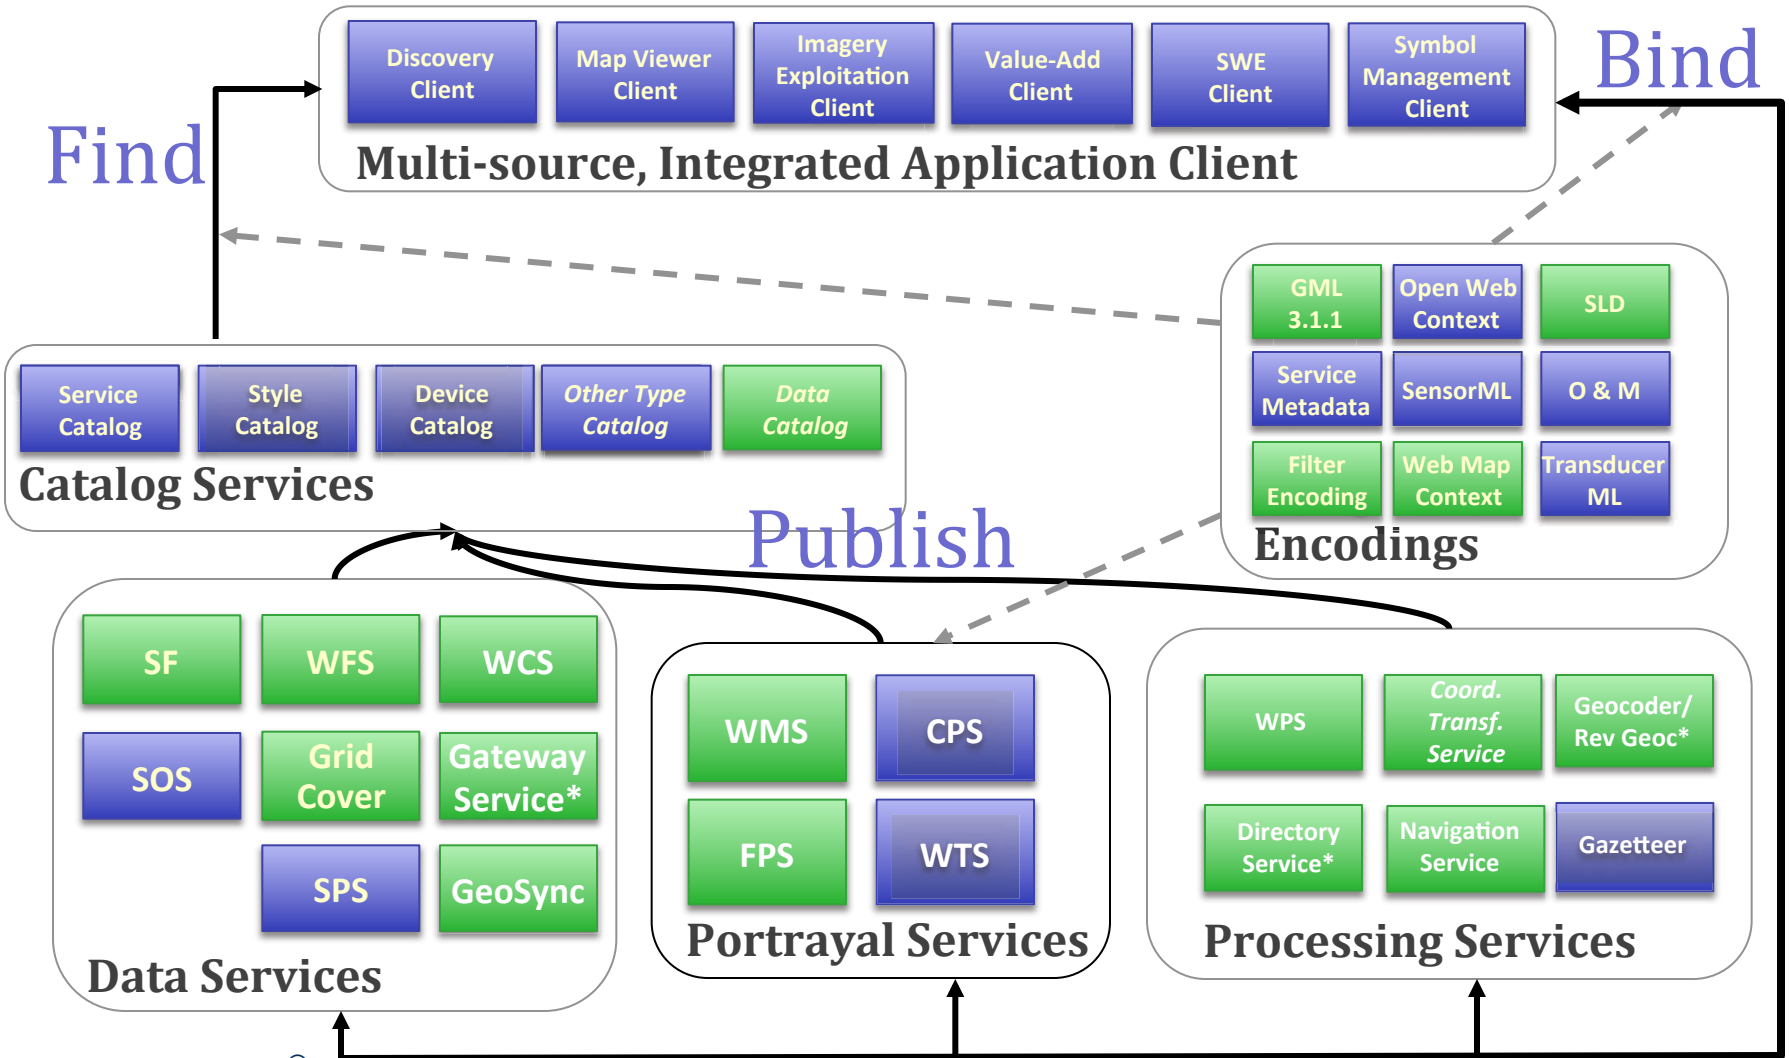 Discovery
Client
Map Viewer
Client
Imagery
Exploitation
Client
Value-Add
Client
SWE
Client
Symbol
Management
Client
Multi-source, Integrated Application Client
Bind
Find
GML
3.1.1
Open Web
Context
SLD
Service
Metadata
SensorML
O & M
Filter
Encoding
Web Map
Context
Transducer
ML
Encodings
Service
Catalog
Style
Catalog
Device
Catalog
Other Type
Catalog
Data
Catalog
Catalog Services
Publish
SF
WFS
WCS
SOS
Grid
Cover
Gateway
Service*
SPS
GeoSync
Data Services
WMS
CPS
FPS
WTS
Portrayal Services
WPS
Coord.
Transf.
Service
Geocoder/
Rev Geoc*
Directory
Service*
Navigation
Service
Gazetteer
Processing Services